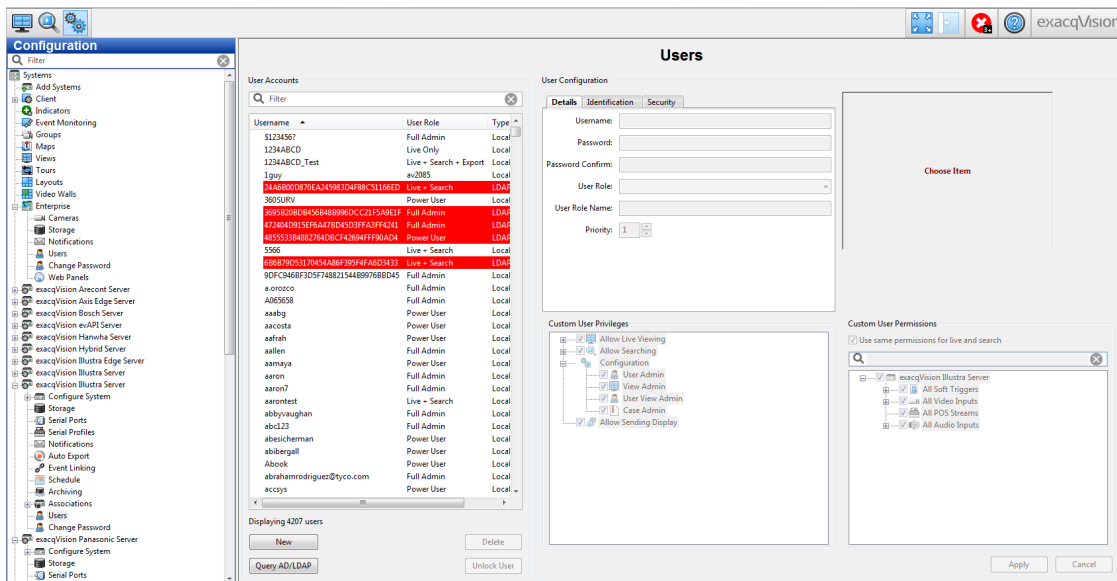 exacqVision
Configuration
Filter
Systems
Add Systems
Client
Indicators
Event Monitoring
Groups
Maps
Views
Tours
Layouts
Video Walls
Enterprise
Cameras
Storage
Notifications
Users
Change Password
Web Panels
exacqVision Arecont Server
exacqVision Axis Edge Server
exacqVision Bosch Server
exacqVision evAPI Server
exacqVision Hanwha Server
exacqVision Hybrid Server
exacqVision Illustra Edge Server
exacqVision Illustra Server
exacqVision Illustra Server
Configure System
Storage
Serial Ports
Serial Profiles
Notifications
Auto Export
Event Linking
Schedule
Archiving
Associations
Users
Change Password
exacqVision Panasonic Server
Configure System
Storage
Serial Ports
Users
User Accounts
Filter
Username User Role Type
S123456? Full Admin Local
1234ABCD Live Only Local
1234ABCD_Test Live + Search + Export Local
1guy av2085 Local
24A6B00D870EA245983D4F88C51166ED Live + Search LDAP
360SURV Power User Local
3695B20BDB456B48B996DCC21F5A9E1F Full Admin LDAP
472404D915EF6A47BD45D3FFA3FF4241 Full Admin LDAP
4855533B4882764DBCF42694FFF90AD4 Power User LDAP
5566 Live + Search Local
6B6B79D53170454A86F395F4FA6D3433 Live + Search LDAP
9DFC946BF3D5F748821544B9976BBD45 Full Admin Local
a.orozco Full Admin Local
A065658 Full Admin Local
aaabg Power User Local
aacosta Power User Local
aafrah Power User Local
aallen Full Admin Local
aamaya Power User Local
aaron Full Admin Local
aaron7 Full Admin Local
aarontest Live + Search Local
abbyvaughan Full Admin Local
abc123 Full Admin Local
abesicherman Power User Local
abibergall Power User Local
Abook Power User Local
abrahamrodriguez@tyco.com Full Admin Local
accsys Power User Local
Displaying 4207 users
New Delete
Query AD/LDAP Unlock User
User Configuration
Details Identification Security
Username:
Password:
Password Confirm:
User Role:
User Role Name:
Priority: 1
Choose Item
Custom User Privileges
Allow Live Viewing
Allow Searching
Configuration
User Admin
View Admin
User View Admin
Case Admin
Allow Sending Display
Custom User Permissions
Use same permissions for live and search
exacqVision Illustra Server
All Soft Triggers
All Video Inputs
All POS Streams
All Audio Inputs
Apply Cancel